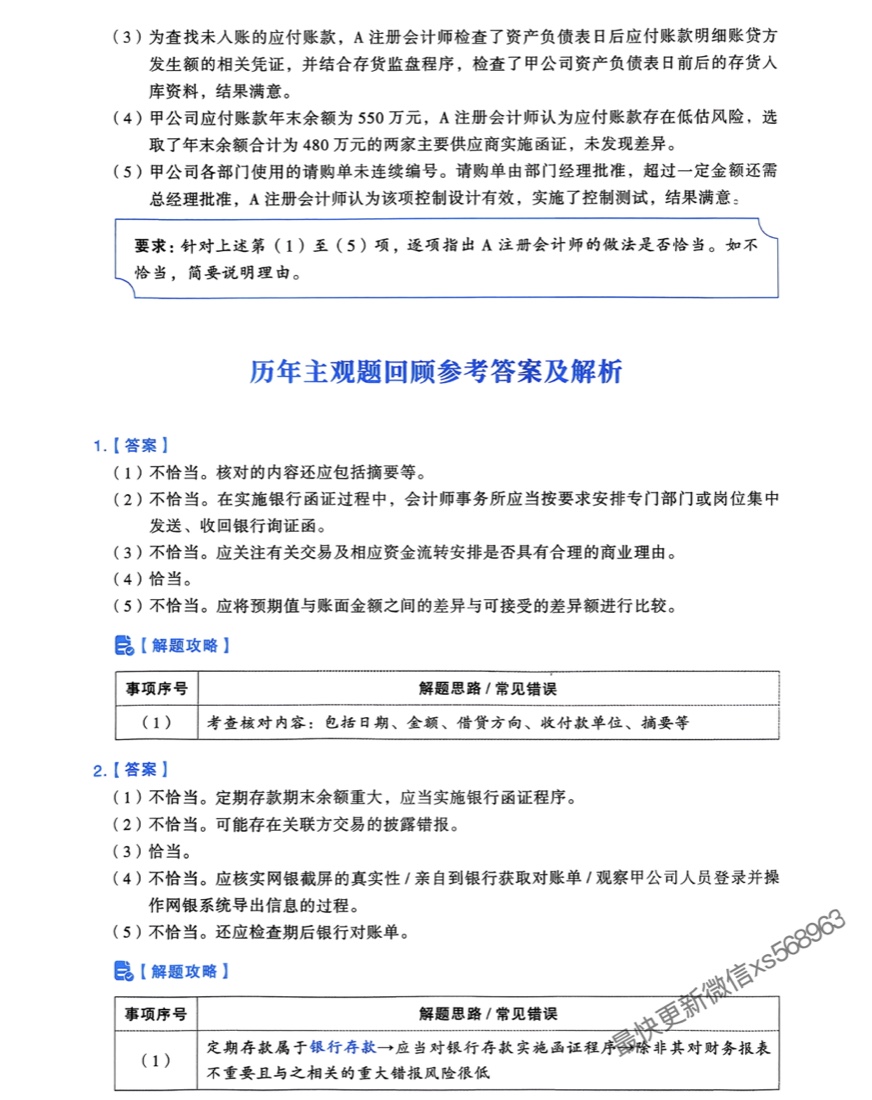 （3）为查找未入账的应付账款，A 注册会计师检查了资产负债表日后应付账款明细账贷方
发生额的相关凭证，并结合存货监盘程序，检查了甲公司资产负债表日前后的存货入
库资料，结果满意。
（4）甲公司应付账款年末余额为 550 万元，A 注册会计师认为应付账款存在低估风险，选
取了年末余额合计为 480 万元的两家主要供应商实施函证，未发现差异。
（5）甲公司各部门使用的请购单未连续编号。请购单由部门经理批准，超过一定金额还需
总经理批准，A 注册会计师认为该项控制设计有效，实施了控制测试，结果满意。
要求：针对上述第（1）至（5）项，逐项指出 A 注册会计师的做法是否恰当。如不
恰当，简要说明理由。
历年主观题回顾参考答案及解析
1.【答案】
（1）不恰当。核对的内容还应包括摘要等。
（2）不恰当。在实施银行函证过程中，会计师事务所应当按要求安排专门部门或岗位集中
发送、收回银行询证函。
（3）不恰当。应关注有关交易及相应资金流转安排是否具有合理的商业理由。
（4）恰当。
（5）不恰当。应将预期值与账面金额之间的差异与可接受的差异额进行比较。
【解题攻略】
事项序号 解题思路 / 常见错误
（1） 考查核对内容：包括日期、金额、借贷方向、收付款单位、摘要等
2.【答案】
（1）不恰当。定期存款期末余额重大，应当实施银行函证程序。
（2）不恰当。可能存在关联方交易的披露错报。
（3）恰当。
（4）不恰当。应核实网银截屏的真实性 / 亲自到银行获取对账单 / 观察甲公司人员登录并操
作网银系统导出信息的过程。
（5）不恰当。还应检查期后银行对账单。
【解题攻略】
事项序号 解题思路 / 常见错误
（1） 定期存款属于银行存款→应当对银行存款实施函证程序→除非其对财务报表
不重要且与之相关的重大错报风险很低
最快更新微信xs568963